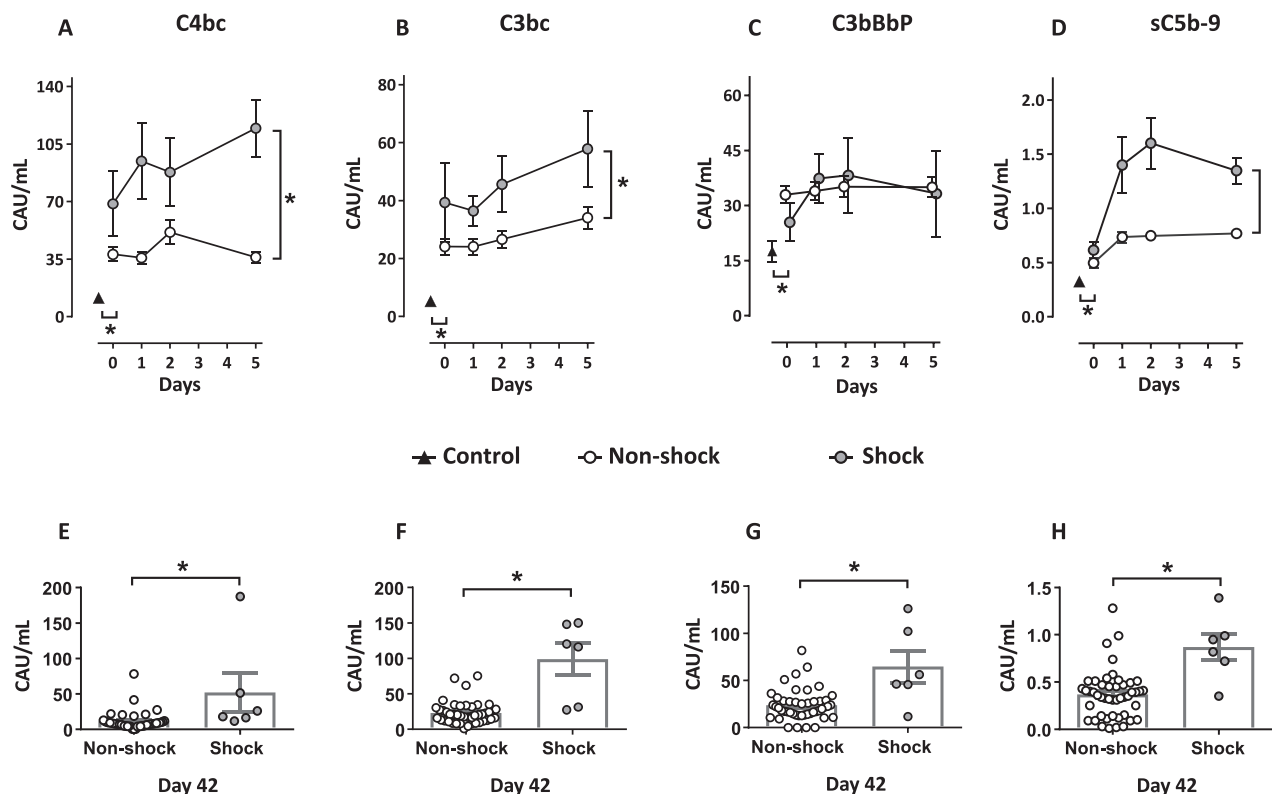 A C4bc
B C3bc
C C3bBbP
D sC5b-9
CAU/mL
140
105
70
35
0
*
*
0 1 2 3 4 5
Days
CAU/mL
80
60
40
20
0
*
*
0 1 2 3 4 5
Days
CAU/mL
60
45
30
15
0
*
0 1 2 3 4 5
Days
CAU/mL
2.0
1.5
1.0
0.5
0.0
*
0 1 2 3 4 5
Days
Control Non-shock Shock
E
CAU/mL
200
150
100
50
0
*
Non-shock Shock
Day 42
F
CAU/mL
200
150
100
50
0
*
Non-shock Shock
Day 42
G
CAU/mL
150
100
50
0
*
Non-shock Shock
Day 42
H
CAU/mL
1.5
1.0
0.5
0.0
*
Non-shock Shock
Day 42